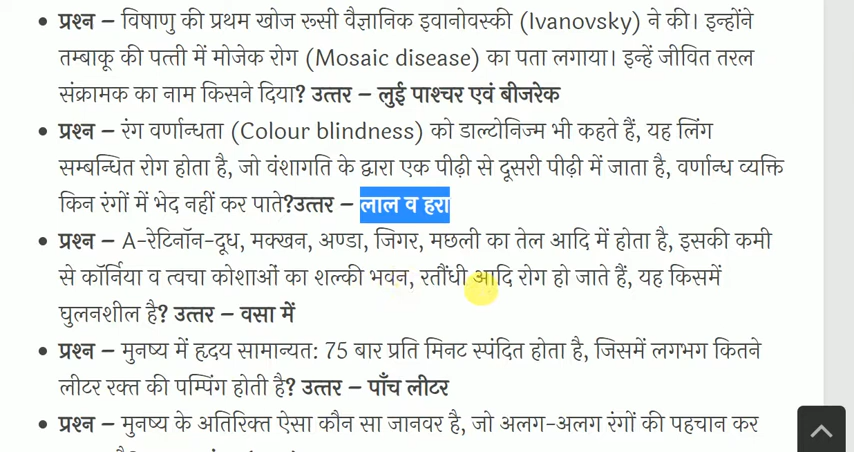 प्रश्न – विषाणु की प्रथम खोज रूसी वैज्ञानिक इवानोवस्की (Ivanovsky) ने की। इन्होंने
तम्बाकू की पत्ती में मोजेक रोग (Mosaic disease) का पता लगाया। इन्हें जीवित तरल
संक्रामक का नाम किसने दिया? उत्तर – लुई पाश्चर एवं बीजरेक
प्रश्न – रंग वर्णान्धता (Colour blindness) को डाल्टोनिज्म भी कहते हैं, यह लिंग
सम्बन्धित रोग होता है, जो वंशागति के द्वारा एक पीढ़ी से दूसरी पीढ़ी में जाता है, वर्णान्ध व्यक्ति
किन रंगों में भेद नहीं कर पाते?उत्तर – लाल व हरा
प्रश्न – A-रेटिनॉन-दूध, मक्खन, अण्डा, जिगर, मछली का तेल आदि में होता है, इसकी कमी
से कॉर्निया व त्वचा कोशाओं का शल्की भवन, रतौंधी आदि रोग हो जाते हैं, यह किसमें
घुलनशील है? उत्तर – वसा में
प्रश्न – मुनष्य में हृदय सामान्यत: 75 बार प्रति मिनट स्पंदित होता है, जिसमें लगभग कितने
लीटर रक्त की पम्पिंग होती है? उत्तर – पाँच लीटर
प्रश्न – मुनष्य के अतिरिक्त ऐसा कौन सा जानवर है, जो अलग-अलग रंगों की पहचान कर